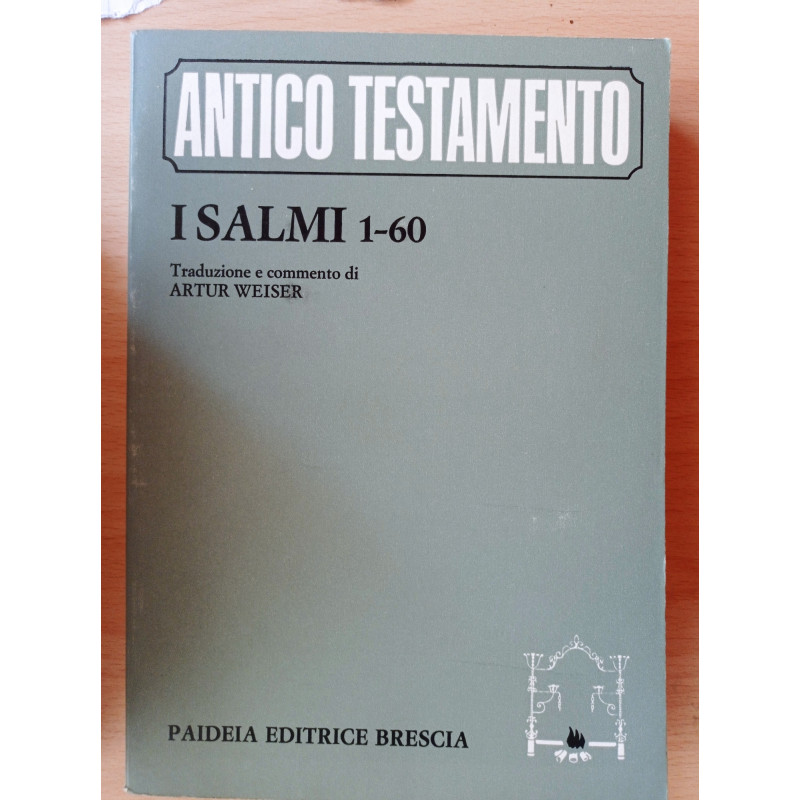 ANTICO TESTAMENTO
I SALMI 1-60
Traduzione e commento di
ARTUR WEISER
PAIDEIA EDITRICE BRESCIA